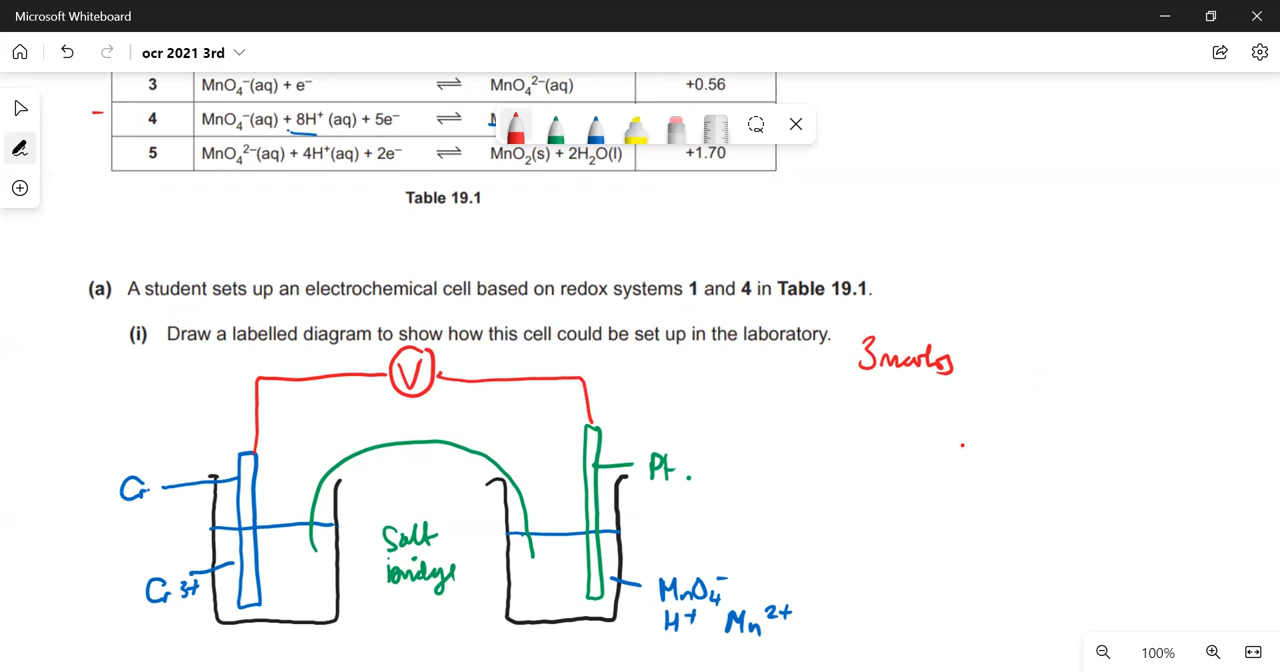 Microsoft Whiteboard
ocr 2021 3rd
3 MnO₄⁻(aq) + e⁻ ⇌ MnO₄²⁻(aq) +0.56
4 MnO₄⁻(aq) + 8H⁺ (aq) + 5e⁻ ⇌
5 MnO₄²⁻(aq) + 4H⁺(aq) + 2e⁻ ⇌ MnO₂(s) + 2H₂O(l) +1.70
Table 19.1
(a) A student sets up an electrochemical cell based on redox systems 1 and 4 in Table 19.1.
(i) Draw a labelled diagram to show how this cell could be set up in the laboratory.
3 marks
V
Cr
Pt.
Salt
bridge
Cr 3+
MnO₄⁻
H⁺ Mn²⁺
100%